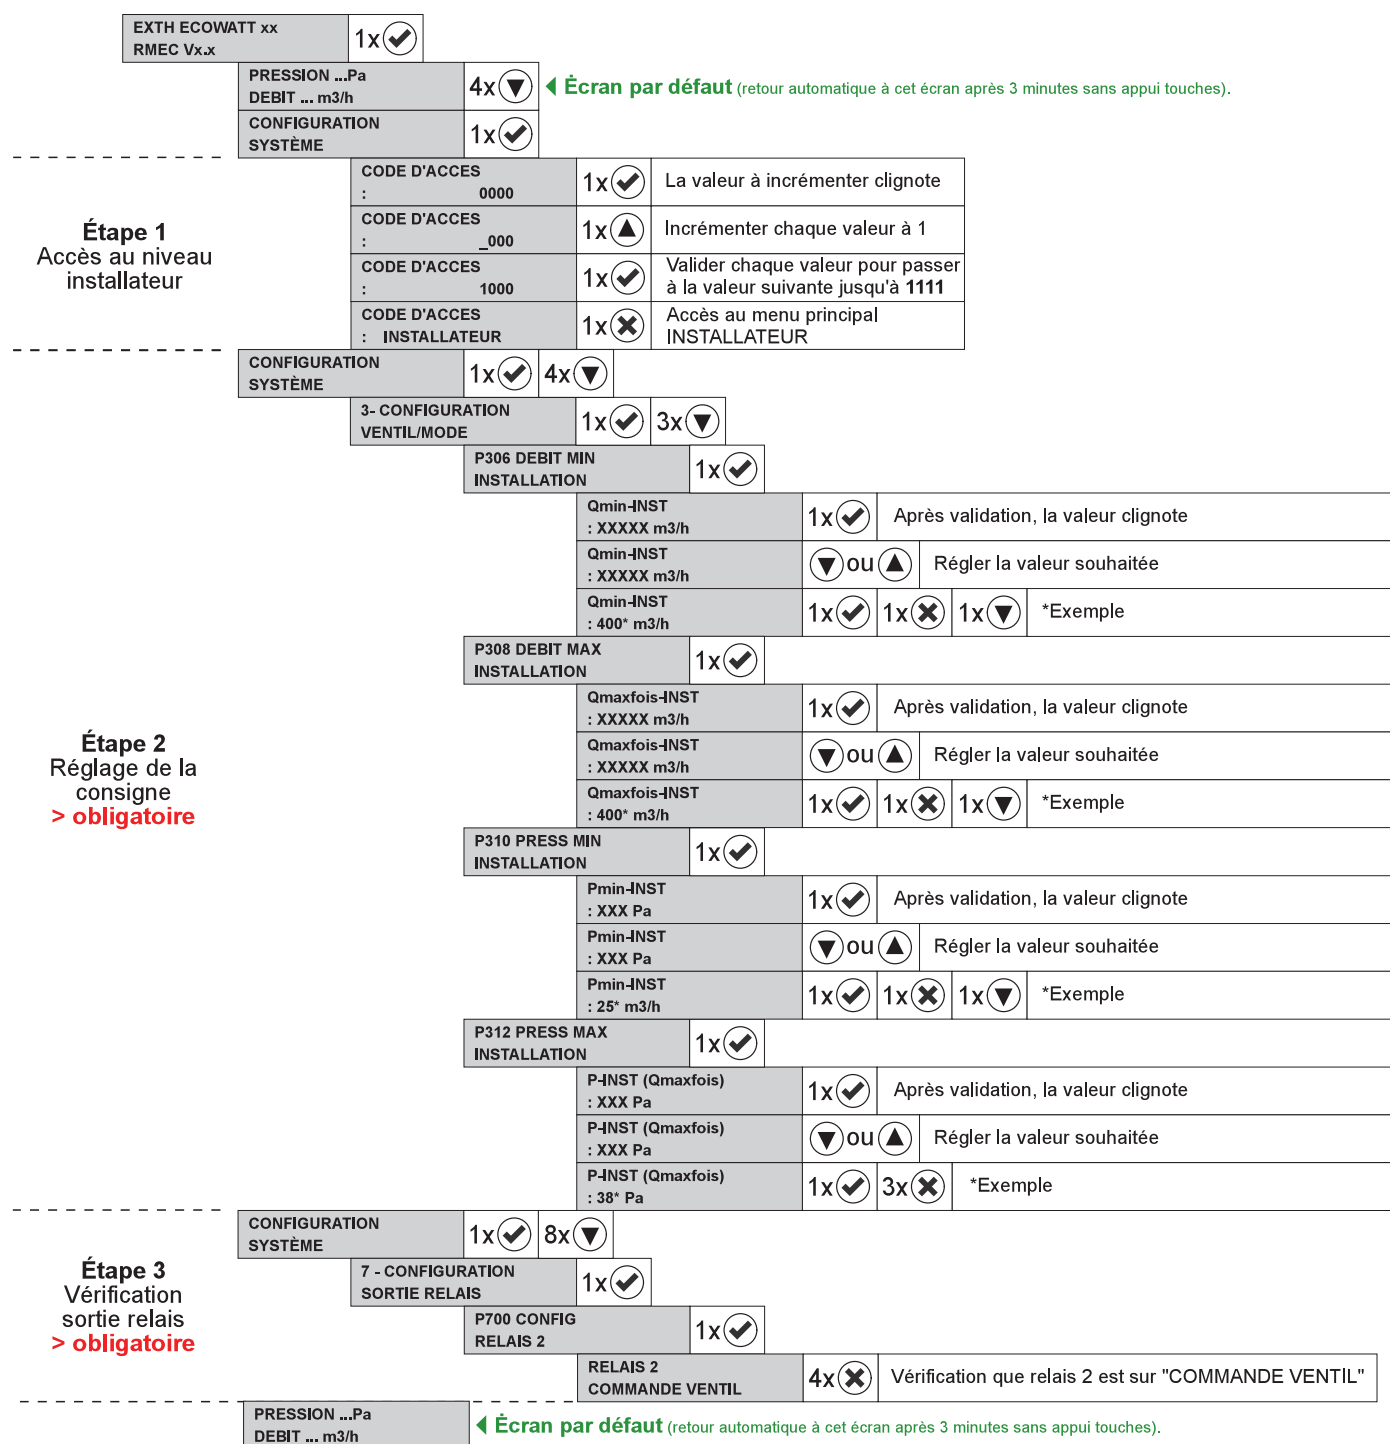 EXTH ECOWATT xx
RMEC Vx.x
1x
PRESSION ...Pa
DEBIT ... m3/h
4x
Écran par défaut (retour automatique à cet écran après 3 minutes sans appui touches).
CONFIGURATION
SYSTÈME
1x
Étape 1
Accès au niveau
installateur
CODE D'ACCES
: 0000
1x
La valeur à incrémenter clignote
CODE D'ACCES
: _000
1x
Incrémenter chaque valeur à 1
CODE D'ACCES
: 1000
1x
Valider chaque valeur pour passer
à la valeur suivante jusqu'à 1111
CODE D'ACCES
: INSTALLATEUR
1x
Accès au menu principal
INSTALLATEUR
CONFIGURATION
SYSTÈME
1x 4x
3- CONFIGURATION
VENTIL/MODE
1x 3x
P306 DEBIT MIN
INSTALLATION
1x
Qmin-INST
: XXXXX m3/h
1x
Après validation, la valeur clignote
Qmin-INST
: XXXXX m3/h
ou
Régler la valeur souhaitée
Qmin-INST
: 400* m3/h
1x 1x 1x
*Exemple
P308 DEBIT MAX
INSTALLATION
1x
Étape 2
Réglage de la
consigne
> obligatoire
Qmaxfois-INST
: XXXXX m3/h
1x
Après validation, la valeur clignote
Qmaxfois-INST
: XXXXX m3/h
ou
Régler la valeur souhaitée
Qmaxfois-INST
: 400* m3/h
1x 1x 1x
*Exemple
P310 PRESS MIN
INSTALLATION
1x
Pmin-INST
: XXX Pa
1x
Après validation, la valeur clignote
Pmin-INST
: XXX Pa
ou
Régler la valeur souhaitée
Pmin-INST
: 25* m3/h
1x 1x 1x
*Exemple
P312 PRESS MAX
INSTALLATION
1x
P-INST (Qmaxfois)
: XXX Pa
1x
Après validation, la valeur clignote
P-INST (Qmaxfois)
: XXX Pa
ou
Régler la valeur souhaitée
P-INST (Qmaxfois)
: 38* Pa
1x 3x
*Exemple
CONFIGURATION
SYSTÈME
1x 8x
Étape 3
Vérification
sortie relais
> obligatoire
7 - CONFIGURATION
SORTIE RELAIS
1x
P700 CONFIG
RELAIS 2
1x
RELAIS 2
COMMANDE VENTIL
4x
Vérification que relais 2 est sur "COMMANDE VENTIL"
PRESSION ...Pa
DEBIT ... m3/h
Écran par défaut (retour automatique à cet écran après 3 minutes sans appui touches).